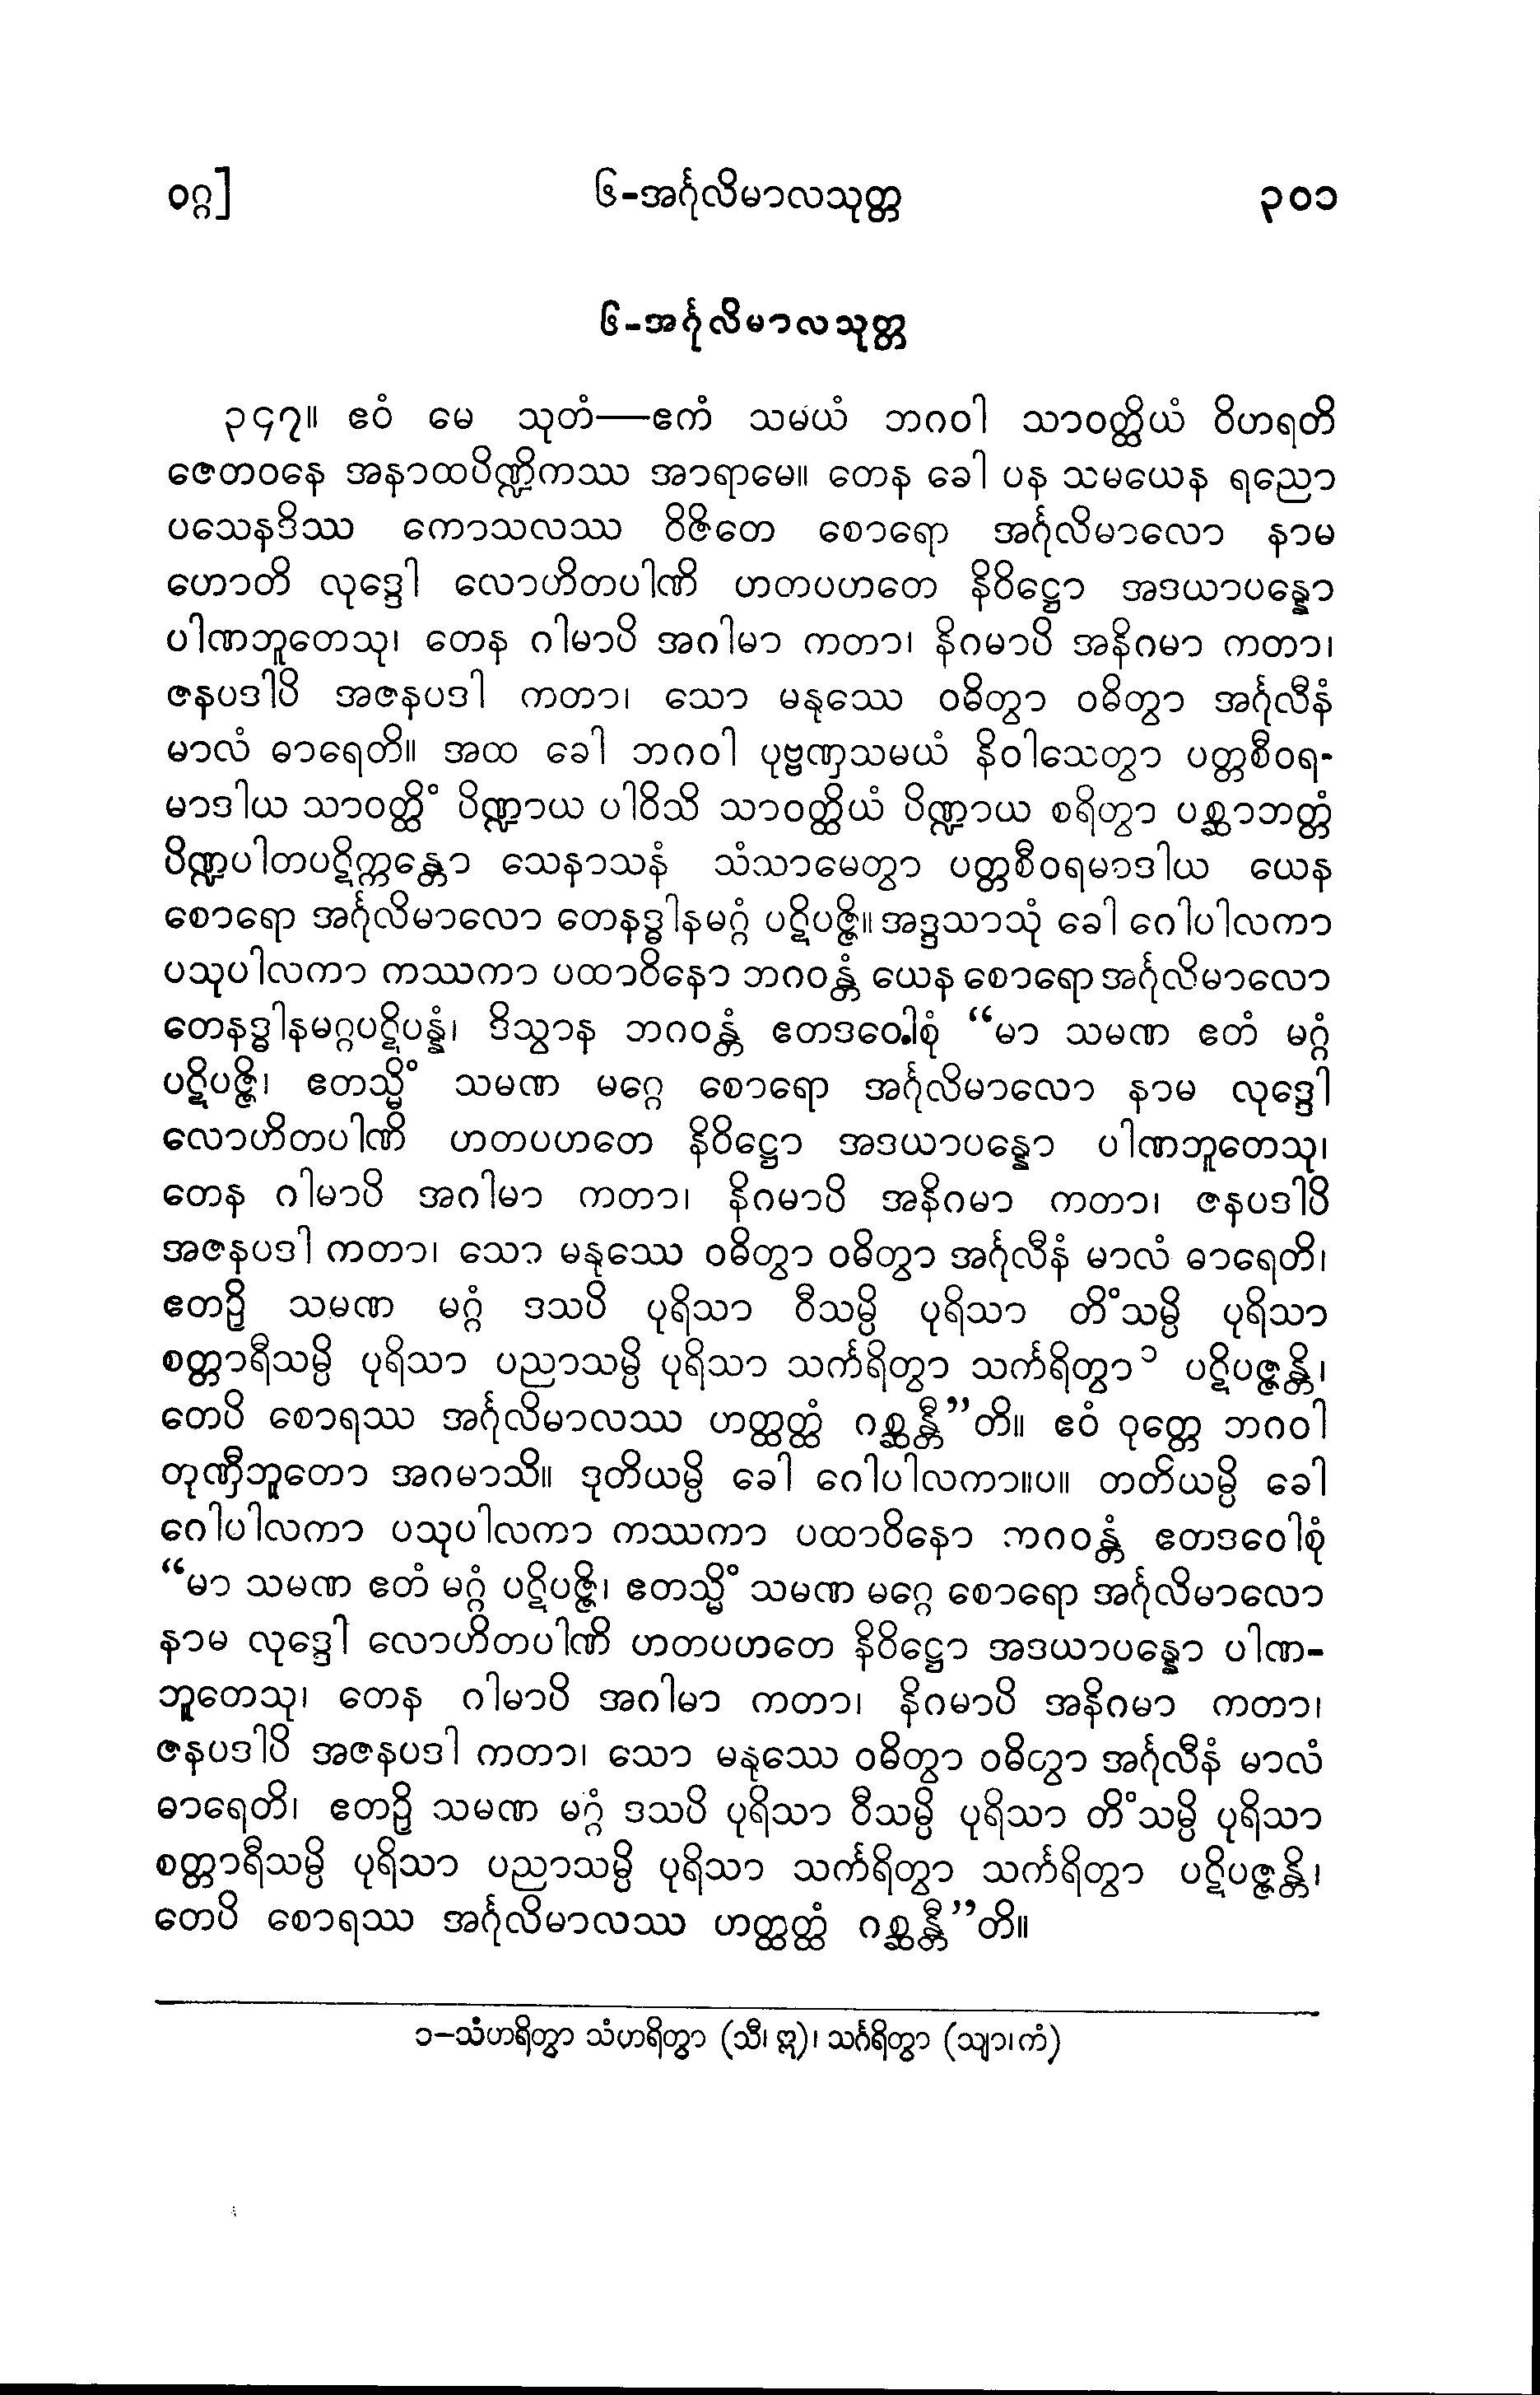 ဝဂ္ဂ]
၆-အင်္ဂုလိမာလသုတ္တ
၃၀၁
၆-အင်္ဂုလိမာလသုတ္တ
၃၄၇။ ဧဝံ မေ သုတံ—ဧကံ သမယံ ဘဂဝါ သာဝတ္ထိယံ ဝိဟရတိ
ဇေတဝနေ အနာထပိဏ္ဍိကဿ အာရာမေ။ တေန ခေါ ပန သမယေန ရညော
ပသေနဒိဿ ကောသလဿ ဝိဇိတေ စောရော အင်္ဂုလိမာလော နာမ
ဟောတိ လုဒ္ဒေါ လောဟိတပါဏိ ဟတပဟတေ နိဝိဋ္ဌော အဒယာပန္နော
ပါဏဘူတေသု၊ တေန ဂါမာပိ အဂါမာ ကတာ၊ နိဂမာပိ အနိဂမာ ကတာ၊
ဇနပဒါပိ အဇနပဒါ ကတာ၊ သော မနုဿေ ဝဓိတွာ ဝဓိတွာ အင်္ဂုလီနံ
မာလံ ဓာရေတိ။ အထ ခေါ ဘဂဝါ ပုဗ္ဗဏှသမယံ နိဝါသေတွာ ပတ္တစီဝရ-
မာဒါယ သာဝတ္ထိံ ပိဏ္ဍာယ ပါဝိသိ သာဝတ္ထိယံ ပိဏ္ဍာယ စရိတွာ ပစ္ဆာဘတ္တံ
ပိဏ္ဍပါတပဋိက္ကန္တော သေနာသနံ သံသာမေတွာ ပတ္တစီဝရမာဒါယ ယေန
စောရော အင်္ဂုလိမာလော တေနဒ္ဓါနမဂ္ဂံ ပဋိပဇ္ဇိ။ အဒ္ဒသာသုံ ခေါ ဂေါပါလကာ
ပသုပါလကာ ကဿကာ ပထာဝိနော ဘဂဝန္တံ ယေန စောရော အင်္ဂုလိမာလော
တေနဒ္ဓါနမဂ္ဂပဋိပန္နံ၊ ဒိသွာန ဘဂဝန္တံ ဧတဒဝေါစုံ “မာ သမဏ ဧတံ မဂ္ဂံ
ပဋိပဇ္ဇိ၊ ဧတသ္မိံ သမဏ မဂ္ဂေ စောရော အင်္ဂုလိမာလော နာမ လုဒ္ဒေါ
လောဟိတပါဏိ ဟတပဟတေ နိဝိဋ္ဌော အဒယာပန္နော ပါဏဘူတေသု၊
တေန ဂါမာပိ အဂါမာ ကတာ၊ နိဂမာပိ အနိဂမာ ကတာ၊ ဇနပဒါပိ
အဇနပဒါ ကတာ၊ သော မနုဿေ ဝဓိတွာ ဝဓိတွာ အင်္ဂုလီနံ မာလံ ဓာရေတိ၊
ဧတဉှိ သမဏ မဂ္ဂံ ဒသပိ ပုရိသာ ဝီသမ္ပိ ပုရိသာ တိံသမ္ပိ ပုရိသာ
စတ္တာရီသမ္ပိ ပုရိသာ ပညာသမ္ပိ ပုရိသာ သင်္ကရိတွာ သင်္ကရိတွာ၁ ပဋိပဇ္ဇန္တိ၊
တေပိ စောရဿ အင်္ဂုလိမာလဿ ဟတ္ထတ္ထံ ဂစ္ဆန္တီ”တိ။ ဧဝံ ဝုတ္တေ ဘဂဝါ
တုဏှီဘူတော အဂမာသိ။ ဒုတိယမ္ပိ ခေါ ဂေါပါလကာ။ပ။ တတိယမ္ပိ ခေါ
ဂေါပါလကာ ပသုပါလကာ ကဿကာ ပထာဝိနော ဘဂဝန္တံ ဧတဒဝေါစုံ
“မာ သမဏ ဧတံ မဂ္ဂံ ပဋိပဇ္ဇိ၊ ဧတသ္မိံ သမဏ မဂ္ဂေ စောရော အင်္ဂုလိမာလော
နာမ လုဒ္ဒေါ လောဟိတပါဏိ ဟတပဟတေ နိဝိဋ္ဌော အဒယာပန္နော ပါဏ-
ဘူတေသု၊ တေန ဂါမာပိ အဂါမာ ကတာ၊ နိဂမာပိ အနိဂမာ ကတာ၊
ဇနပဒါပိ အဇနပဒါ ကတာ၊ သော မနုဿေ ဝဓိတွာ ဝဓိတွာ အင်္ဂုလီနံ မာလံ
ဓာရေတိ၊ ဧတဉှိ သမဏ မဂ္ဂံ ဒသပိ ပုရိသာ ဝီသမ္ပိ ပုရိသာ တိံသမ္ပိ ပုရိသာ
စတ္တာရီသမ္ပိ ပုရိသာ ပညာသမ္ပိ ပုရိသာ သင်္ကရိတွာ သင်္ကရိတွာ ပဋိပဇ္ဇန္တိ၊
တေပိ စောရဿ အင်္ဂုလိမာလဿ ဟတ္ထတ္ထံ ဂစ္ဆန္တီ”တိ။
၁-သံဟရိတွာ သံဟရိတွာ (သီ၊ ဣ)၊ သင်္ဂရိတွာ (သျာ၊ကံ)